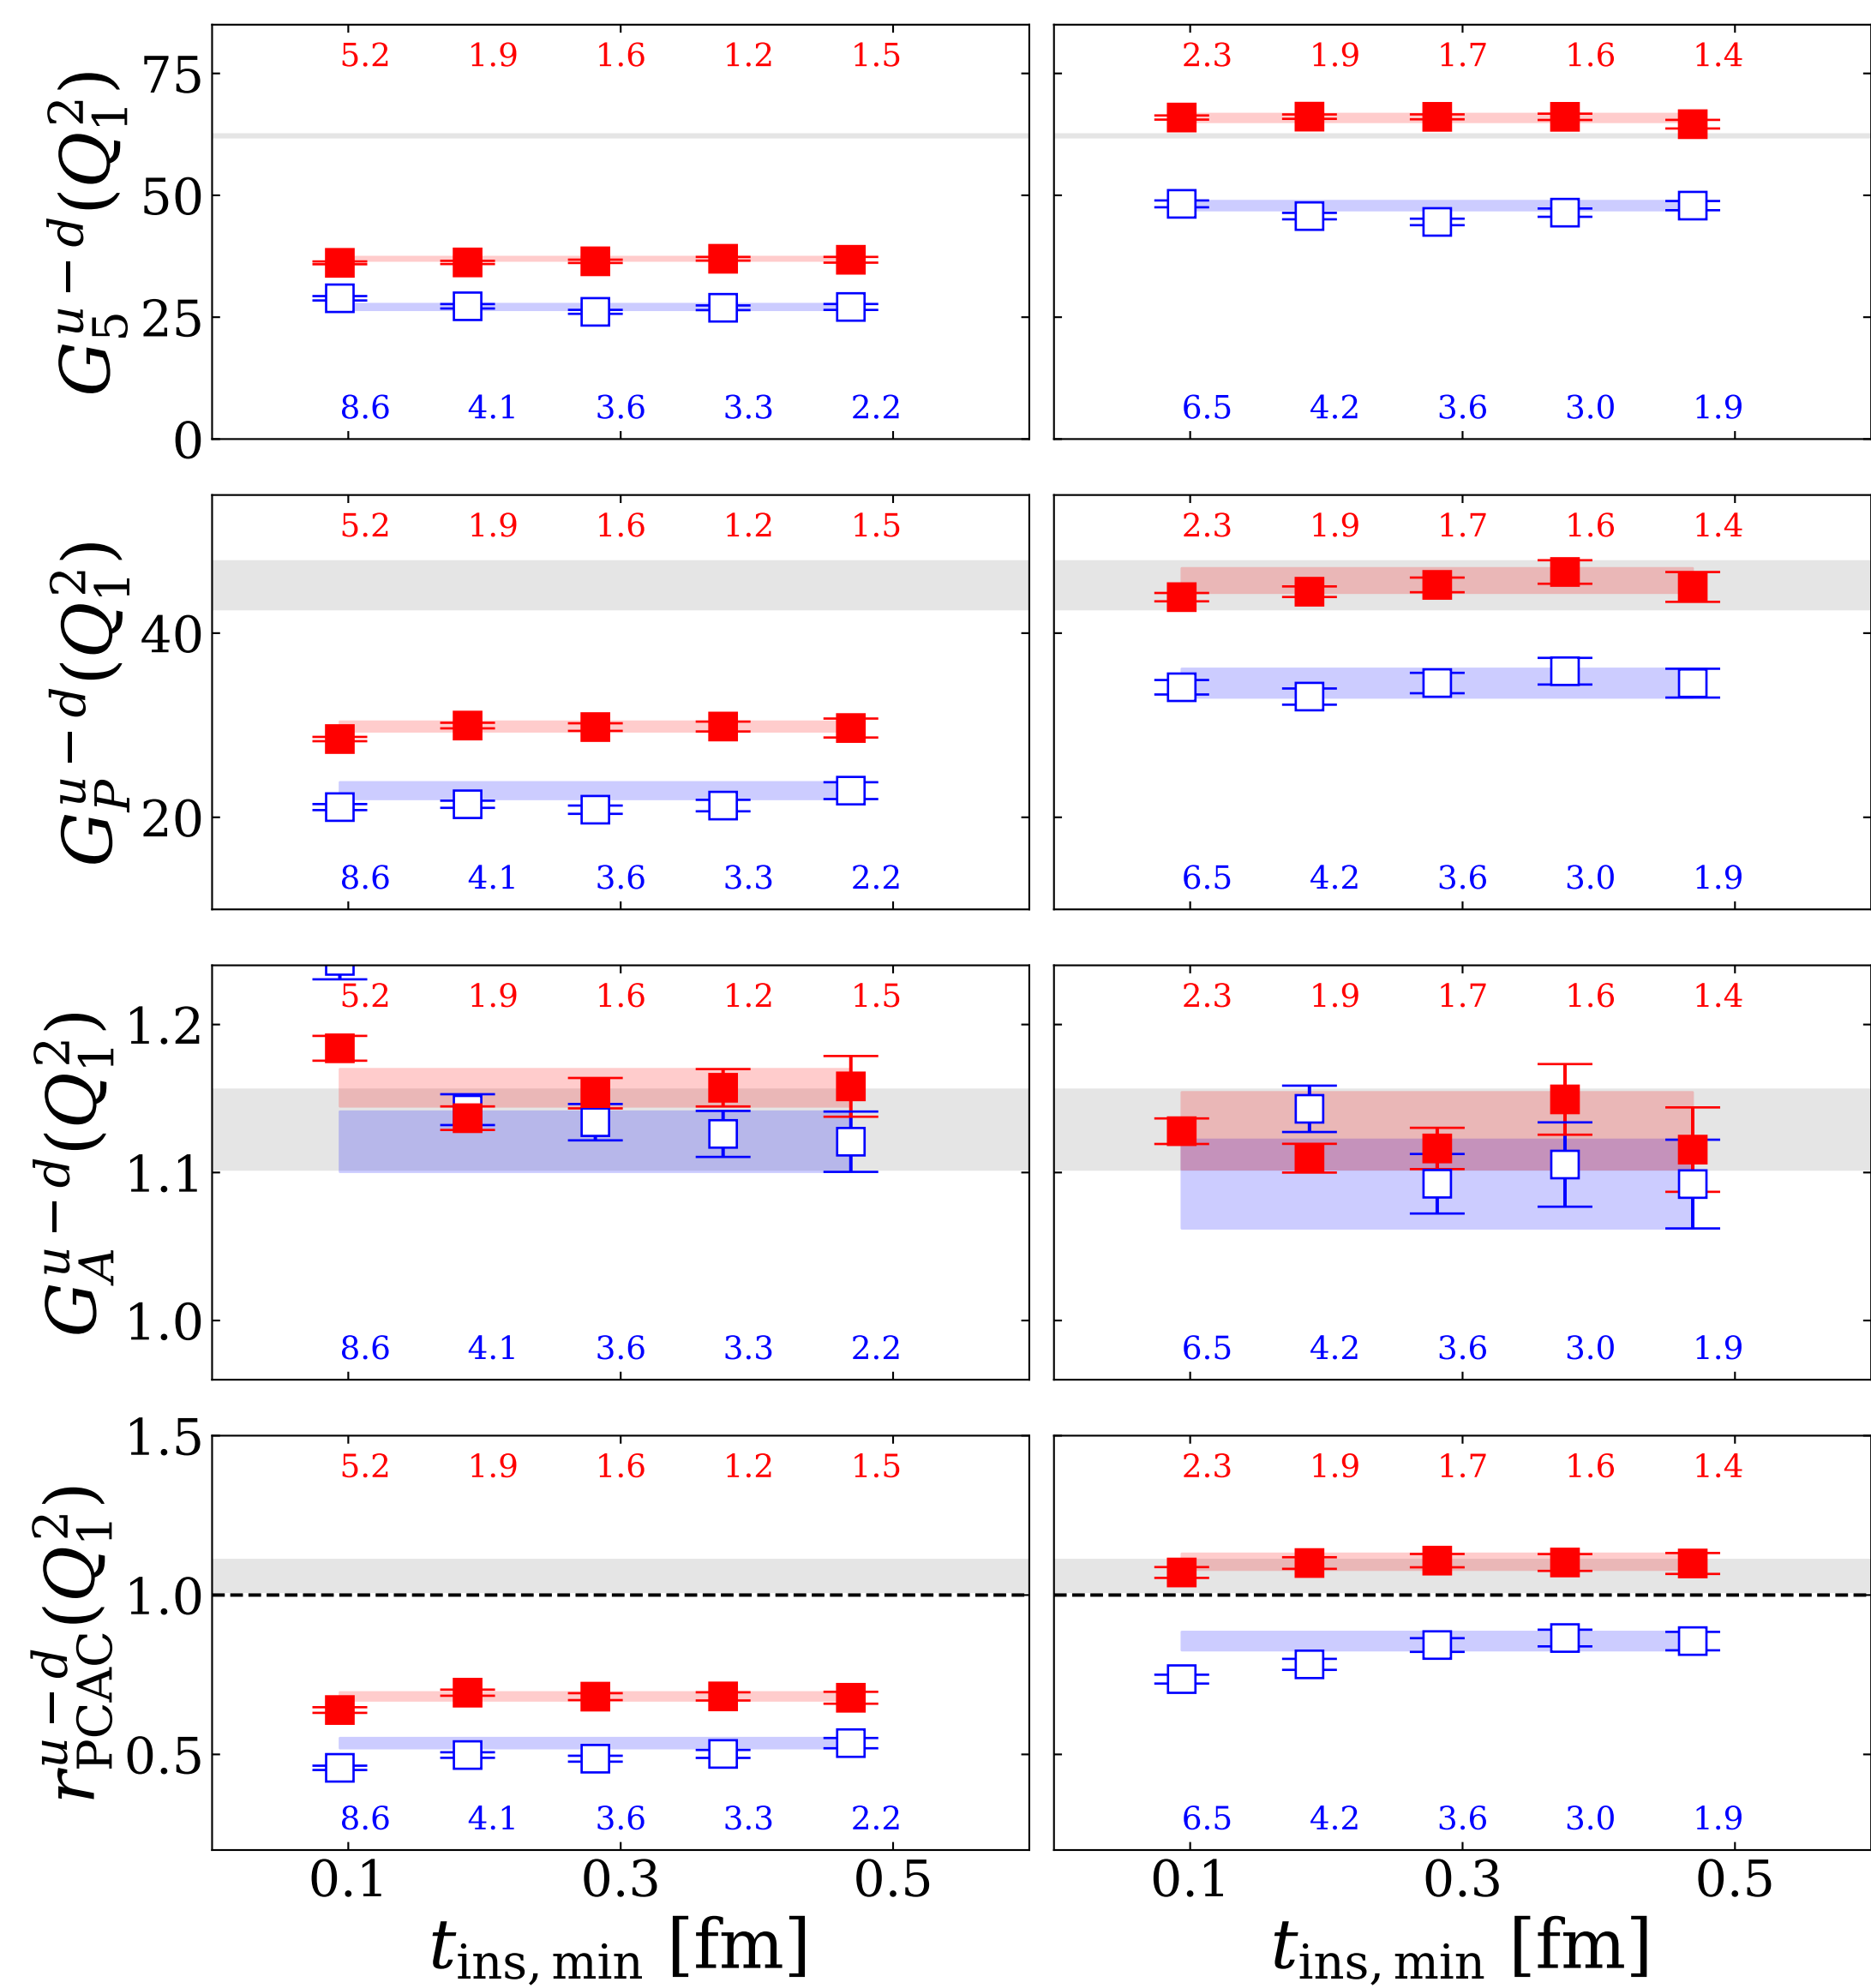 5.2 1.9 1.6 1.2 1.5 2.3 1.9 1.7 1.6 1.4
75
50
25
0
G_5^{u-d}(Q_1^2)
8.6 4.1 3.6 3.3 2.2 6.5 4.2 3.6 3.0 1.9
5.2 1.9 1.6 1.2 1.5 2.3 1.9 1.7 1.6 1.4
40
20
G_P^{u-d}(Q_1^2)
8.6 4.1 3.6 3.3 2.2 6.5 4.2 3.6 3.0 1.9
5.2 1.9 1.6 1.2 1.5 2.3 1.9 1.7 1.6 1.4
1.2
1.1
1.0
G_A^{u-d}(Q_1^2)
8.6 4.1 3.6 3.3 2.2 6.5 4.2 3.6 3.0 1.9
1.5
5.2 1.9 1.6 1.2 1.5 2.3 1.9 1.7 1.6 1.4
1.0
0.5
r_{PCAC}^{u-d}(Q_1^2)
8.6 4.1 3.6 3.3 2.2 6.5 4.2 3.6 3.0 1.9
0.1 0.3 0.5 0.1 0.3 0.5
t_{ins, min} [fm] t_{ins, min} [fm]